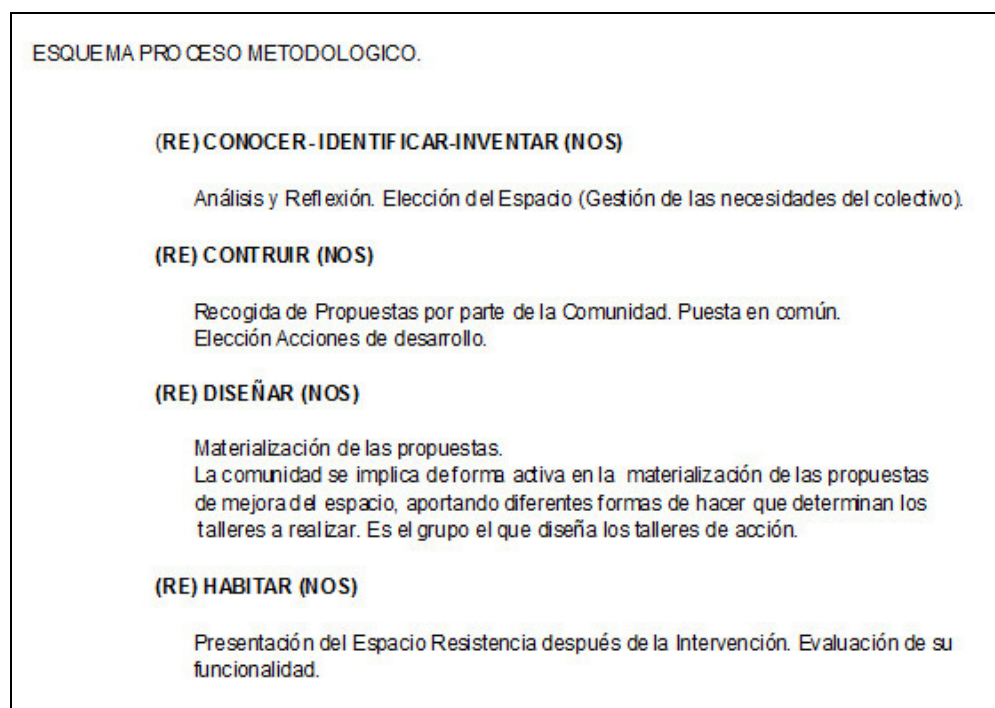 ESQUEMA PROCESO METODOLOGICO.
(RE) CONOCER-IDENTIFICAR-INVENTAR (NOS)
Análisis y Reflexión. Elección del Espacio (Gestión de las necesidades del colectivo).
(RE) CONTRUIR (NOS)
Recogida de Propuestas por parte de la Comunidad. Puesta en común.
Elección Acciones de desarrollo.
(RE) DISEÑAR (NOS)
Materialización de las propuestas.
La comunidad se implica de forma activa en la materialización de las propuestas
de mejora del espacio, aportando diferentes formas de hacer que determinan los
talleres a realizar. Es el grupo el que diseña los talleres de acción.
(RE) HABITAR (NOS)
Presentación del Espacio Resistencia después de la Intervención. Evaluación de su
funcionalidad.